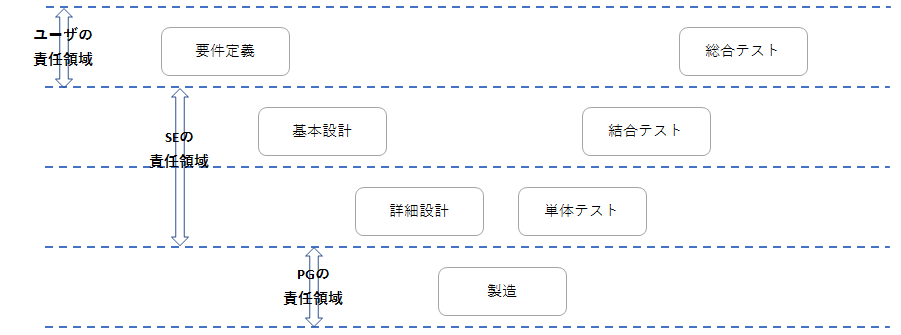 ユーザの
責任領域
要件定義
総合テスト
SEの
責任領域
基本設計
結合テスト
詳細設計
単体テスト
PGの
責任領域
製造